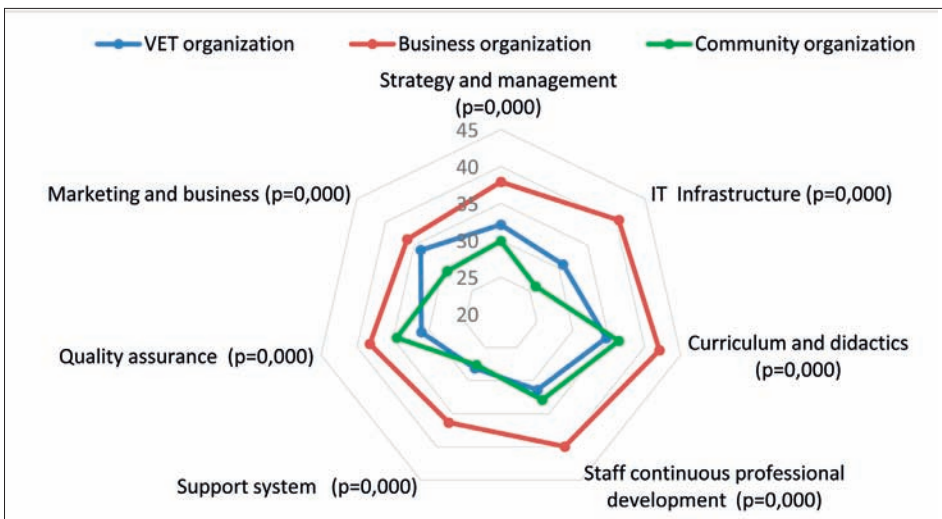 VET organization Business organization Community organization
Strategy and management
(p=0,000)
45
40
35
30
25
20
Marketing and business (p=0,000)
IT Infrastructure (p=0,000)
Quality assurance (p=0,000)
Curriculum and didactics
(p=0,000)
Support system (p=0,000)
Staff continuous professional
development (p=0,000)